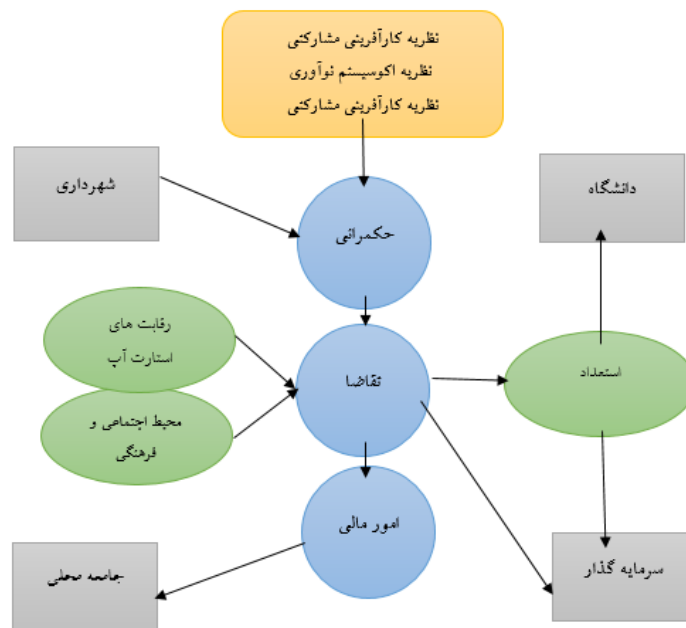 نظریه کارآفرینی مشارکتی
نظریه اکوسیستم نوآوری
نظریه کارآفرینی مشارکتی
شهرداری
دانشگاه
حکمرانی
رقابت های
استارت آپ
تقاضا
استعداد
محیط اجتماعی و
فرهنگی
امور مالی
جامعه محلی
سرمایه گذار